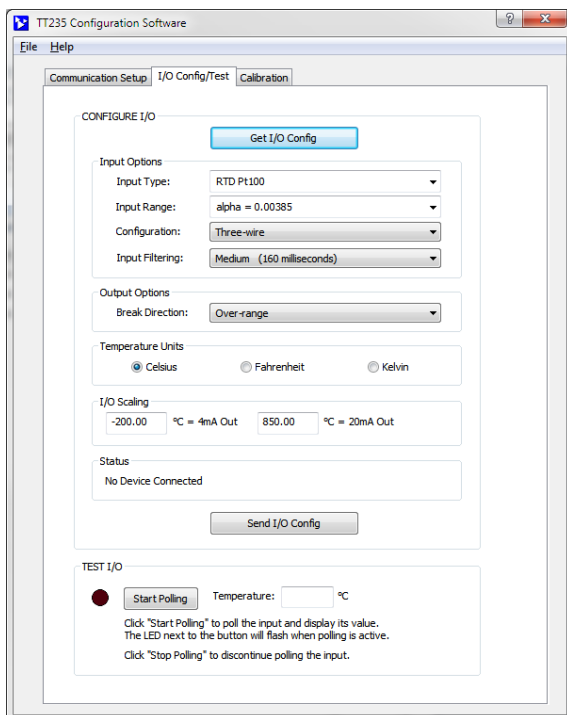 TT235 Configuration Software
File Help
Communication Setup I/O Config/Test Calibration
CONFIGURE I/O
Get I/O Config
Input Options
Input Type: RTD Pt100
Input Range: alpha = 0.00385
Configuration: Three-wire
Input Filtering: Medium (160 milliseconds)
Output Options
Break Direction: Over-range
Temperature Units
Celsius Fahrenheit Kelvin
I/O Scaling
-200.00 ºC = 4mA Out 850.00 ºC = 20mA Out
Status
No Device Connected
Send I/O Config
TEST I/O
Start Polling Temperature: ºC
Click "Start Polling" to poll the input and display its value.
The LED next to the button will flash when polling is active.
Click "Stop Polling" to discontinue polling the input.